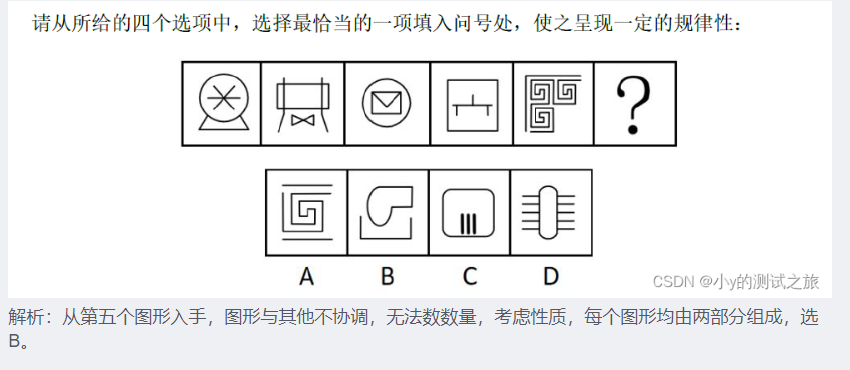 请从所给的四个选项中，选择最恰当的一项填入问号处，使之呈现一定的规律性：
?
A B C D
CSDN @小y的测试之旅
解析：从第五个图形入手，图形与其他不协调，无法数数量，考虑性质，每个图形均由两部分组成，选
B。